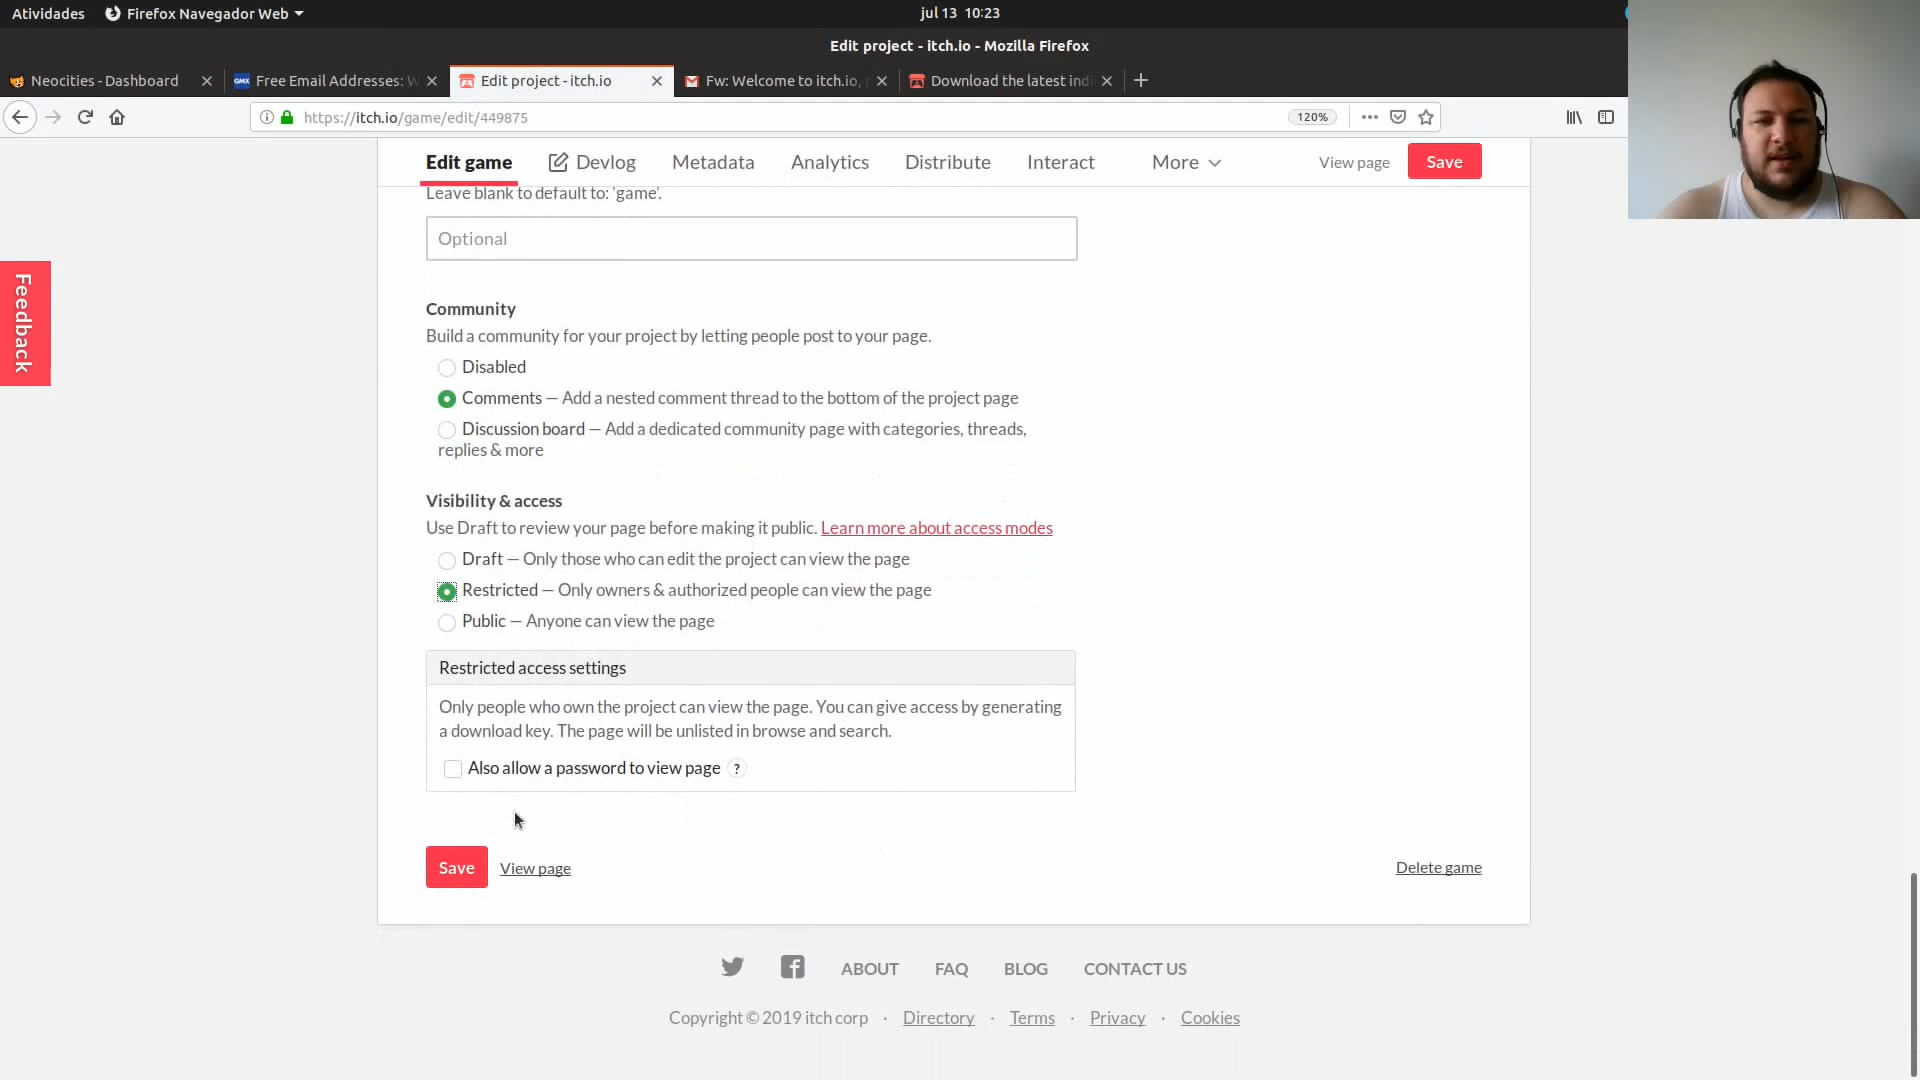 Atividades
Firefox Navegador Web
jul 13 10:23
Edit project - itch.io - Mozilla Firefox
Neocities - Dashboard
GMX Free Email Addresses: W
Edit project - itch.io
Fw: Welcome to itch.io,
Download the latest indi
https://itch.io/game/edit/449875
120%
Edit game
Devlog
Metadata
Analytics
Distribute
Interact
More
View page
Save
Leave blank to default to: 'game'.
Optional
Feedback
Community
Build a community for your project by letting people post to your page.
Disabled
Comments — Add a nested comment thread to the bottom of the project page
Discussion board — Add a dedicated community page with categories, threads,
replies & more
Visibility & access
Use Draft to review your page before making it public. Learn more about access modes
Draft — Only those who can edit the project can view the page
Restricted — Only owners & authorized people can view the page
Public — Anyone can view the page
Restricted access settings
Only people who own the project can view the page. You can give access by generating
a download key. The page will be unlisted in browse and search.
Also allow a password to view page ?
Save
View page
Delete game
ABOUT
FAQ
BLOG
CONTACT US
Copyright © 2019 itch corp · Directory · Terms · Privacy · Cookies